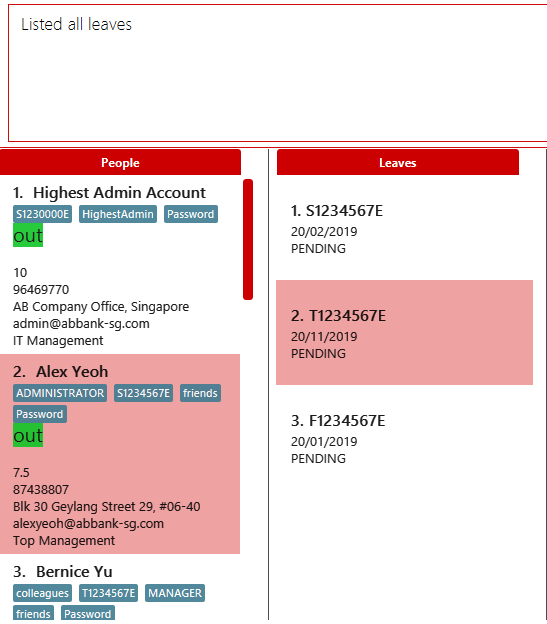 Listed all leaves
People
1. Highest Admin Account
S1230000E HighestAdmin Password
out
10
96469770
AB Company Office, Singapore
admin@abbank-sg.com
IT Management
2. Alex Yeoh
ADMINISTRATOR S1234567E friends
Password
out
7.5
87438807
Blk 30 Geylang Street 29, #06-40
alexyeoh@abbank-sg.com
Top Management
3. Bernice Yu
colleagues T1234567E MANAGER
friends Password
Leaves
1. S1234567E
20/02/2019
PENDING
2. T1234567E
20/11/2019
PENDING
3. F1234567E
20/01/2019
PENDING